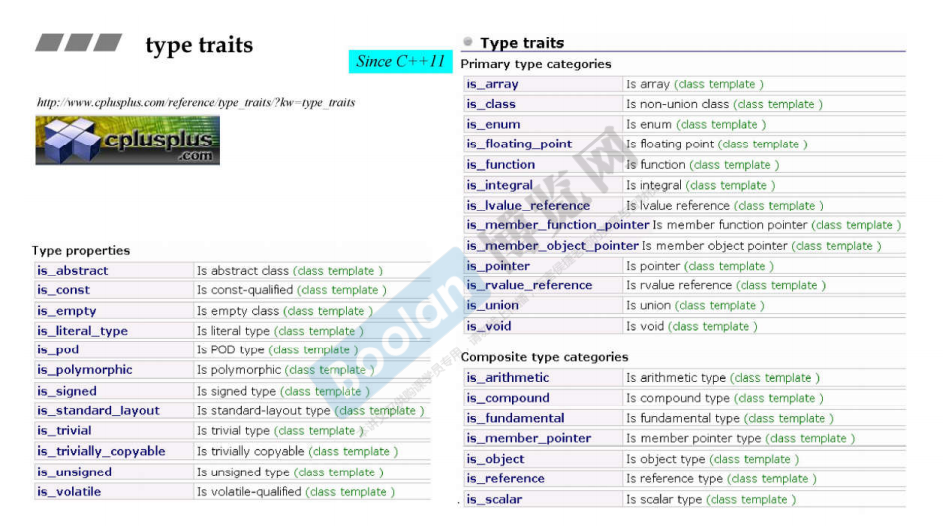 type traits
Since C++11
http://www.cplusplus.com/reference/type_traits/?kw=type_traits
cplusplus
.com
Type properties
is_abstract Is abstract class (class template )
is_const Is const-qualified (class template )
is_empty Is empty class (class template )
is_literal_type Is literal type (class template )
is_pod Is POD type (class template )
is_polymorphic Is polymorphic (class template )
is_signed Is signed type (class template )
is_standard_layout Is standard-layout type (class template )
is_trivial Is trivial type (class template )
is_trivially_copyable Is trivially copyable (class template )
is_unsigned Is unsigned type (class template )
is_volatile Is volatile-qualified (class template )
Type traits
Primary type categories
is_array Is array (class template )
is_class Is non-union class (class template )
is_enum Is enum (class template )
is_floating_point Is floating point (class template )
is_function Is function (class template )
is_integral Is integral (class template )
is_lvalue_reference Is lvalue reference (class template )
is_member_function_pointer Is member function pointer (class template )
is_member_object_pointer Is member object pointer (class template )
is_pointer Is pointer (class template )
is_rvalue_reference Is rvalue reference (class template )
is_union Is union (class template )
is_void Is void (class template )
Composite type categories
is_arithmetic Is arithmetic type (class template )
is_compound Is compound type (class template )
is_fundamental Is fundamental type (class template )
is_member_pointer Is member pointer type (class template )
is_object Is object type (class template )
is_reference Is reference type (class template )
is_scalar Is scalar type (class template )
Boolan 博览网